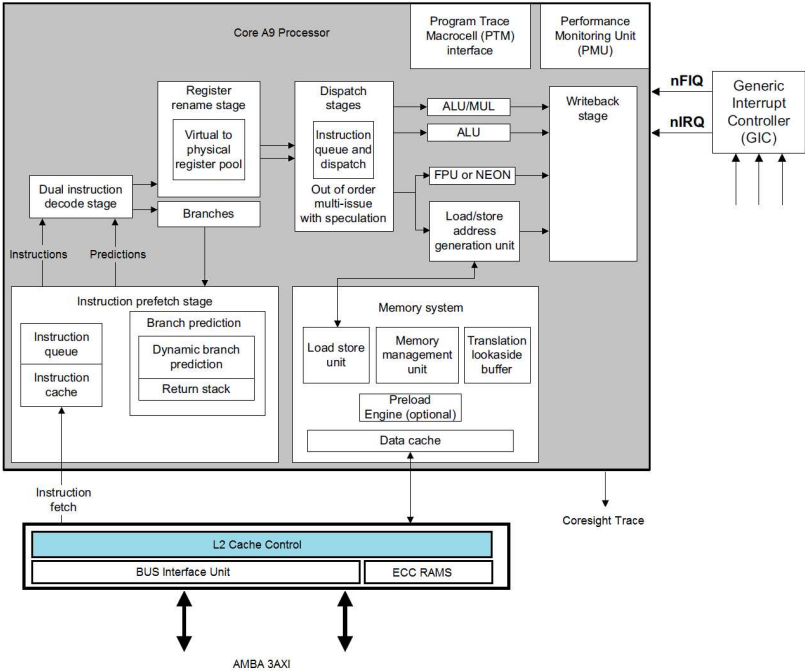 Core A9 Processor
Program Trace
Macrocell (PTM)
interface
Performance
Monitoring Unit
(PMU)
Register
rename stage
Virtual to
physical
register pool
Dispatch
stages
Instruction
queue and
dispatch
Out of order
multi-issue
with speculation
ALU/MUL
ALU
FPU or NEON
Load/store
address
generation unit
Writeback
stage
nFIQ
nIRQ
Generic
Interrupt
Controller
(GIC)
Dual instruction
decode stage
Branches
Instructions
Predictions
Instruction prefetch stage
Instruction
queue
Instruction
cache
Branch prediction
Dynamic branch
prediction
Return stack
Memory system
Load store
unit
Memory
management
unit
Translation
lookaside
buffer
Preload
Engine (optional)
Data cache
Instruction
fetch
Coresight Trace
L2 Cache Control
BUS Interface Unit
ECC RAMS
AMBA 3AXI